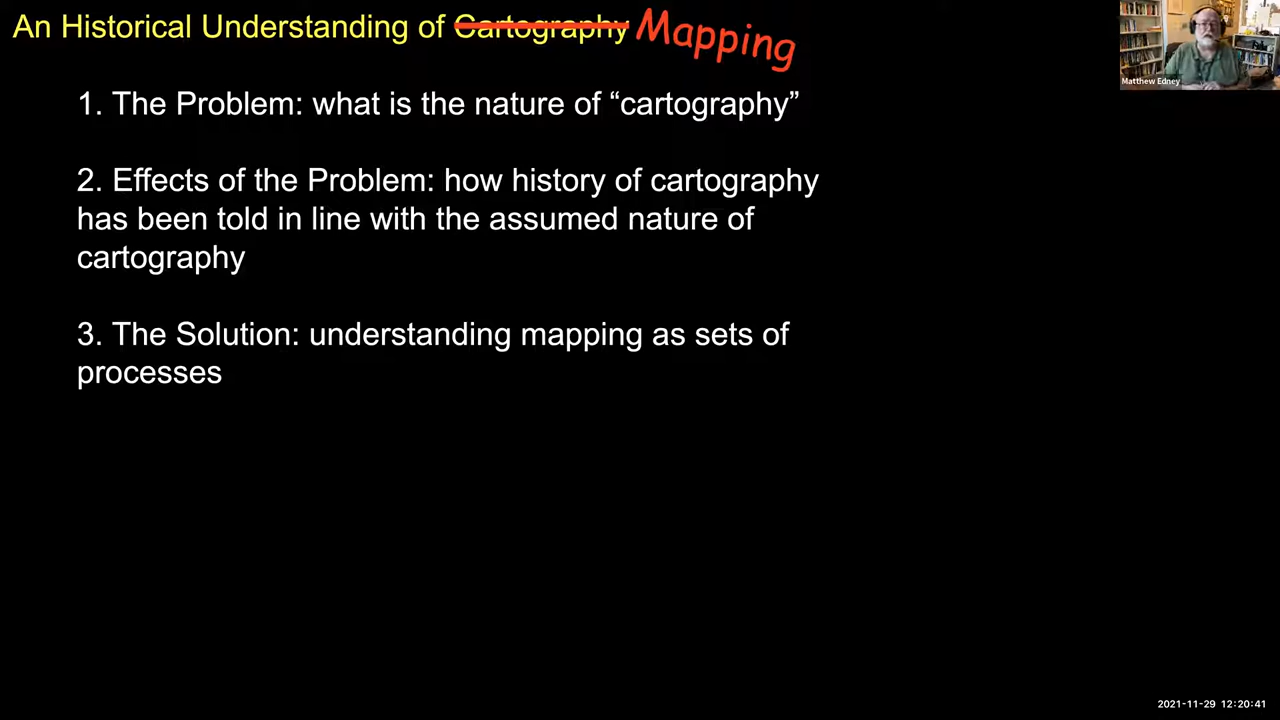 An Historical Understanding of Cartography Mapping
Matthew Edney
1. The Problem: what is the nature of “cartography”
2. Effects of the Problem: how history of cartography
has been told in line with the assumed nature of
cartography
3. The Solution: understanding mapping as sets of
processes
2021-11-29 12:20:41